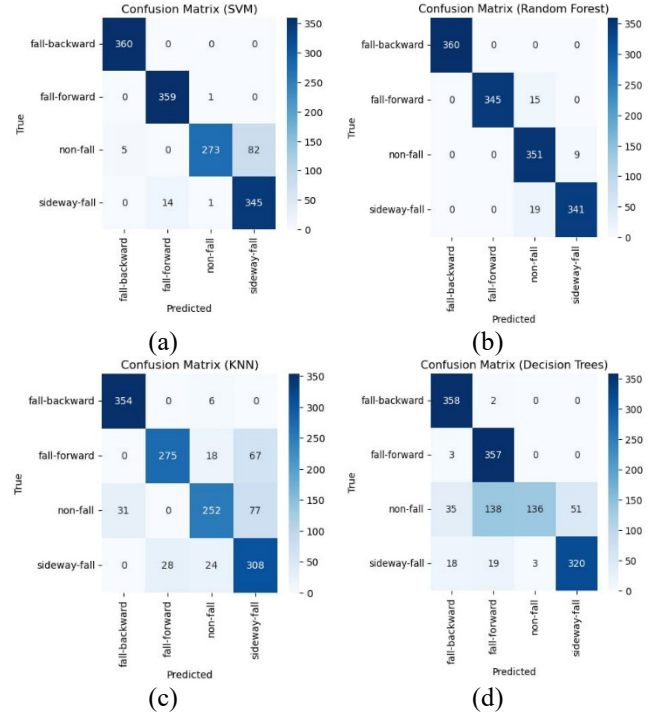 Confusion Matrix (SVM)
True
fall-backward 360 0 0 0
fall-forward 0 359 1 0
non-fall 5 0 273 82
sideway-fall 0 14 1 345
fall-backward fall-forward non-fall sideway-fall
Predicted
350
300
250
200
150
100
50
0
(a)
Confusion Matrix (Random Forest)
True
fall-backward 360 0 0 0
fall-forward 0 345 15 0
non-fall 0 0 351 9
sideway-fall 0 0 19 341
fall-backward fall-forward non-fall sideway-fall
Predicted
350
300
250
200
150
100
50
0
(b)
Confusion Matrix (KNN)
True
fall-backward 354 0 6 0
fall-forward 0 275 18 67
non-fall 31 0 252 77
sideway-fall 0 28 24 308
fall-backward fall-forward non-fall sideway-fall
Predicted
350
300
250
200
150
100
50
0
(c)
Confusion Matrix (Decision Trees)
True
fall-backward 358 2 0 0
fall-forward 3 357 0 0
non-fall 35 138 136 51
sideway-fall 18 19 3 320
fall-backward fall-forward non-fall sideway-fall
Predicted
350
300
250
200
150
100
50
0
(d)